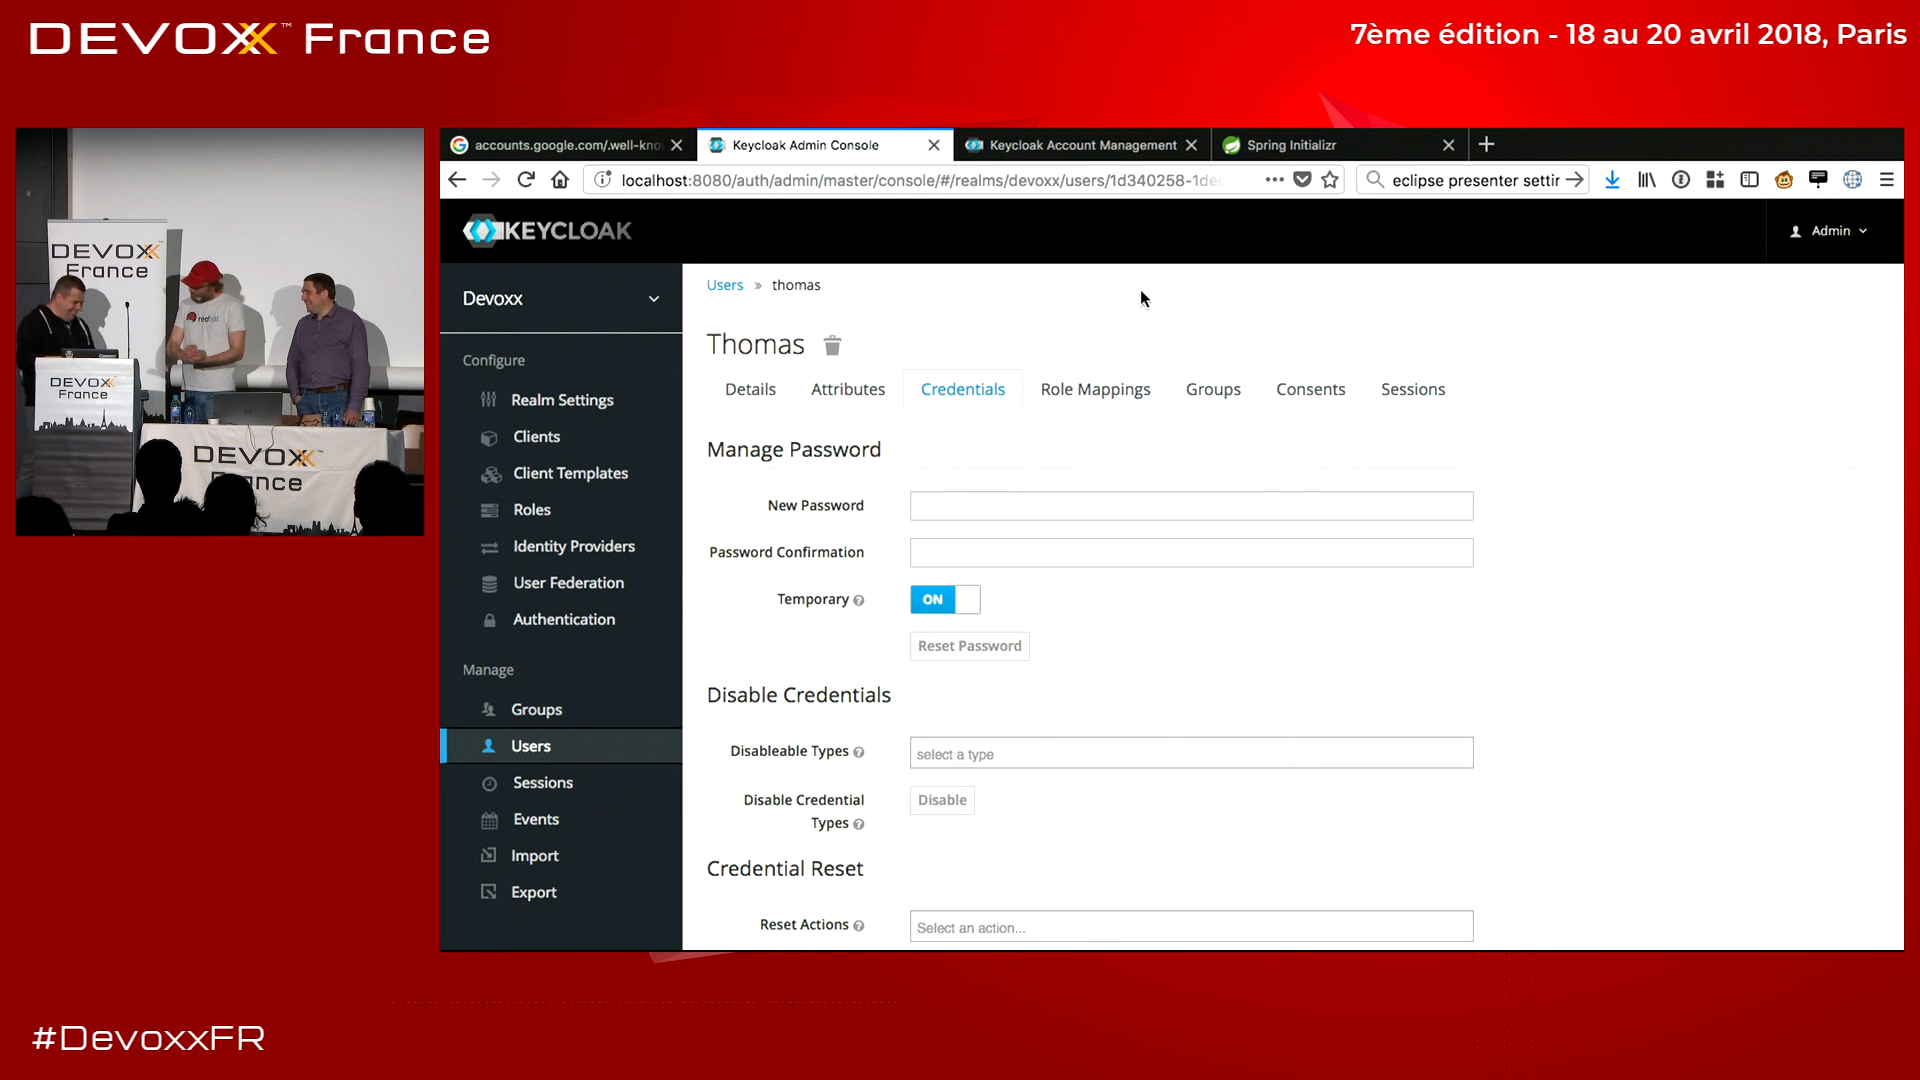 DEVOXX™ France
7ème édition - 18 au 20 avril 2018, Paris
DEVOXX
France
redhat
DEVOXX
France
DEVOXX™
France
accounts.google.com/.well-kno
Keycloak Admin Console
Keycloak Account Management
Spring Initializr
localhost:8080/auth/admin/master/console/#/realms/devoxx/users/1d340258-1dee
eclipse presenter settir
KEYCLOAK
Admin
Devoxx
Configure
Realm Settings
Clients
Client Templates
Roles
Identity Providers
User Federation
Authentication
Manage
Groups
Users
Sessions
Events
Import
Export
Users » thomas
Thomas
Details Attributes Credentials Role Mappings Groups Consents Sessions
Manage Password
New Password
Password Confirmation
Temporary ON
Reset Password
Disable Credentials
Disableable Types select a type
Disable Credential
Types
Disable
Credential Reset
Reset Actions Select an action...
#DevoxxFR